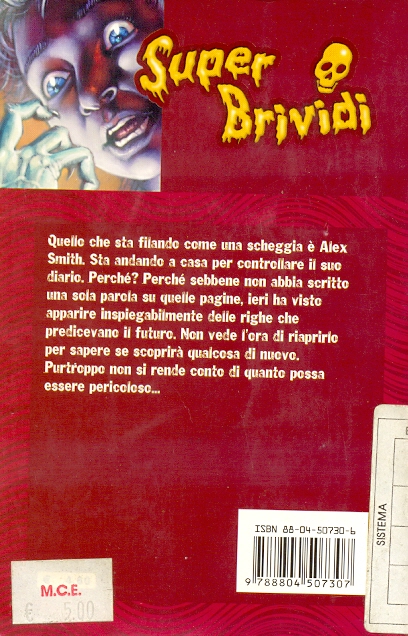 Super
Brividi
Quello che sta filando come una scheggia è Alex
Smith. Sta andando a casa per controllare il suo
diario. Perché? Perché sebbene non abbia scritto
una sola parola su quelle pagine, ieri ha visto
apparire inspiegabilmente delle righe che
predicevano il futuro. Non vede l'ora di riaprirlo
per sapere se scoprirà qualcosa di nuovo.
Purtroppo non si rende conto di quanto possa
essere pericoloso...
ISBN 88-04-50730-6
9 788804 507307
SISTEMA
M.C.E.
€ 5,00